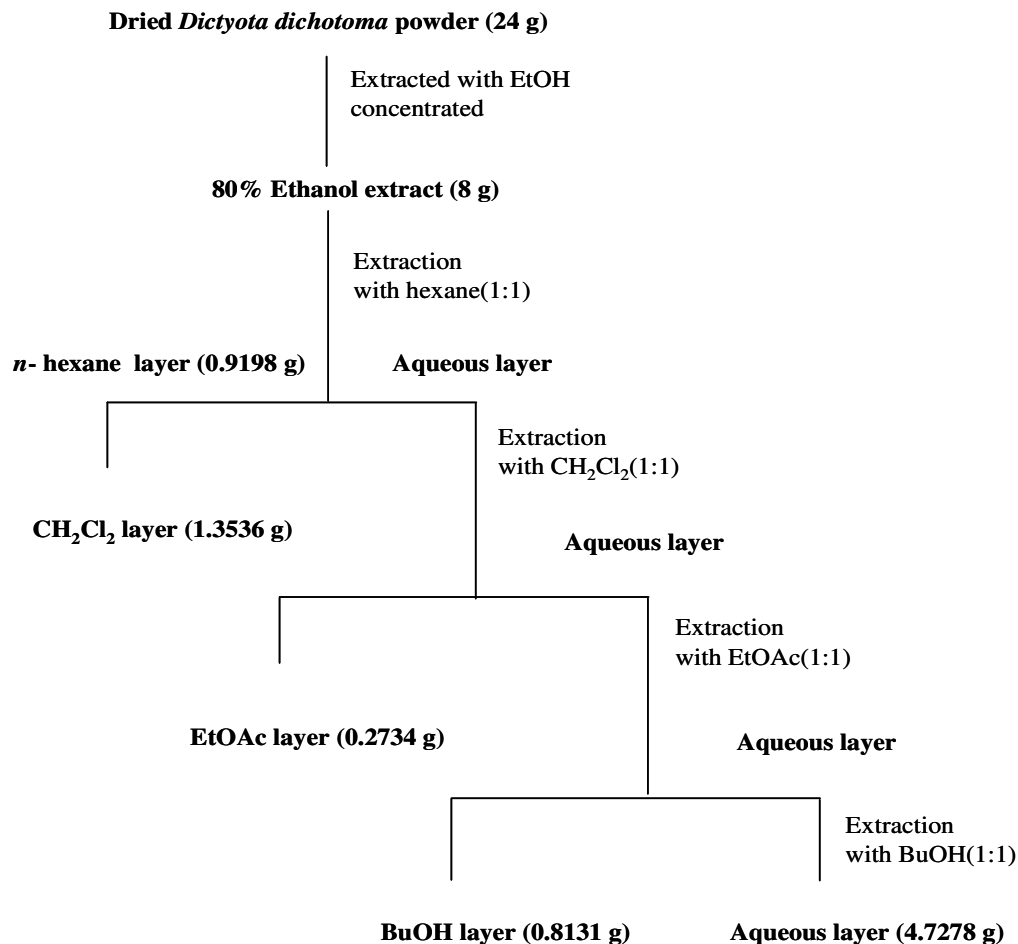 Dried Dictyota dichotoma powder (24 g)
Extracted with EtOH
concentrated
80% Ethanol extract (8 g)
Extraction
with hexane(1:1)
n- hexane layer (0.9198 g)
Aqueous layer
Extraction
with CH₂Cl₂(1:1)
CH₂Cl₂ layer (1.3536 g)
Aqueous layer
Extraction
with EtOAc(1:1)
EtOAc layer (0.2734 g)
Aqueous layer
Extraction
with BuOH(1:1)
BuOH layer (0.8131 g)
Aqueous layer (4.7278 g)